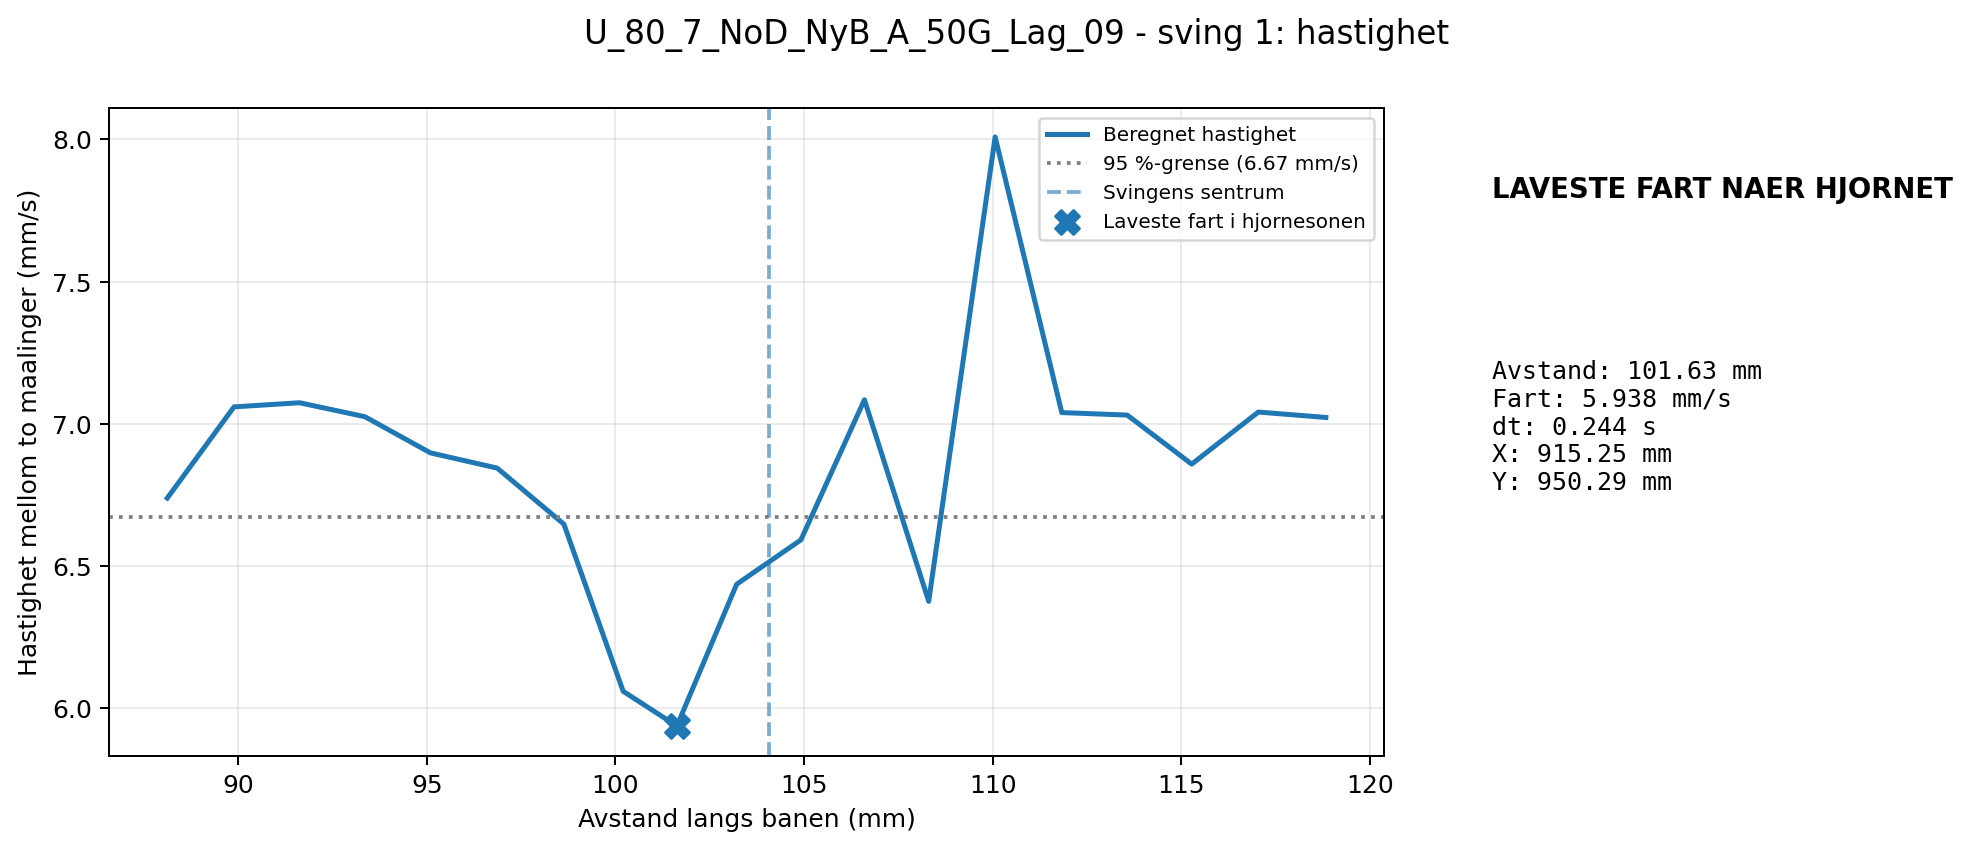 U_80_7_NoD_NyB_A_50G_Lag_09 - sving 1: hastighet
Hastighet mellom to maalinger (mm/s)
8.0
7.5
7.0
6.5
6.0
Beregnet hastighet
95 %-grense (6.67 mm/s)
Svingens sentrum
Laveste fart i hjornesonen
90
95
100
105
110
115
120
Avstand langs banen (mm)
LAVESTE FART NAER HJORNET
Avstand: 101.63 mm
Fart: 5.938 mm/s
dt: 0.244 s
X: 915.25 mm
Y: 950.29 mm